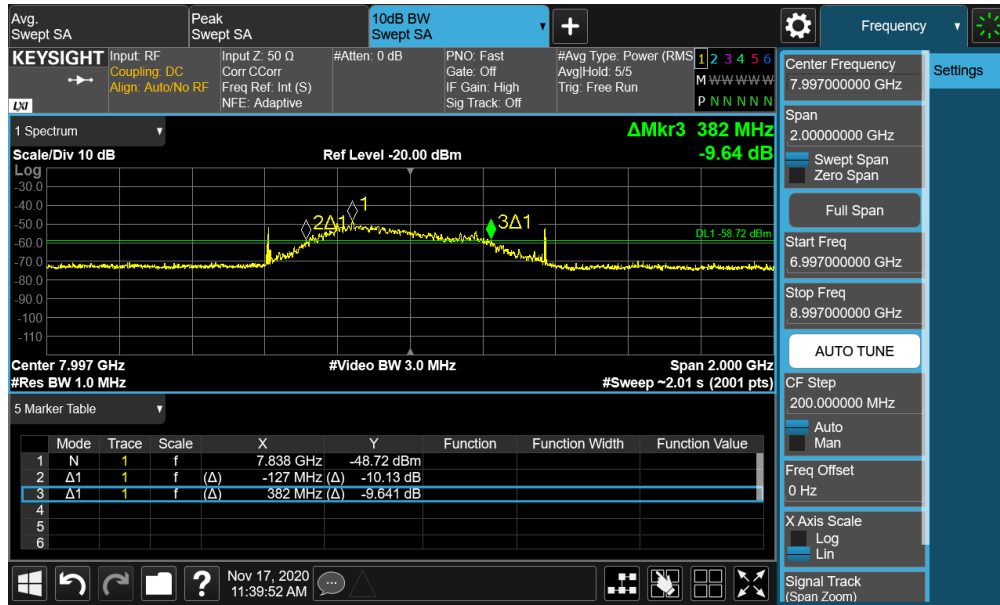 Avg.
Swept SA
Peak
Swept SA
10dB BW
Swept SA
Frequency
KEYSIGHT
LXI
Input: RF
Coupling: DC
Align: Auto/No RF
Input Z: 50 Ω
Corr CCorr
Freq Ref: Int (S)
NFE: Adaptive
#Atten: 0 dB
PNO: Fast
Gate: Off
IF Gain: High
Sig Track: Off
#Avg Type: Power (RMS
Avg|Hold: 5/5
Trig: Free Run
1 2 3 4 5 6
M W W W W W
P N N N N N
1 Spectrum
ΔMkr3 382 MHz
-9.64 dB
Scale/Div 10 dB
Ref Level -20.00 dBm
Log
-30.0
-40.0
-50.0
-60.0
-70.0
-80.0
-90.0
-100
-110
2Δ1
1
3Δ1
DL1 -58.72 dBm
Center 7.997 GHz
#Video BW 3.0 MHz
Span 2.000 GHz
#Res BW 1.0 MHz
#Sweep ~2.01 s (2001 pts)
5 Marker Table
Mode Trace Scale X Y Function Function Width Function Value
1 N 1 f 7.838 GHz -48.72 dBm
2 Δ1 1 f (Δ) -127 MHz (Δ) -10.13 dB
3 Δ1 1 f (Δ) 382 MHz (Δ) -9.641 dB
4
5
6
Nov 17, 2020
11:39:52 AM
Center Frequency
7.997000000 GHz
Settings
Span
2.00000000 GHz
Swept Span
Zero Span
Full Span
Start Freq
6.997000000 GHz
Stop Freq
8.997000000 GHz
AUTO TUNE
CF Step
200.000000 MHz
Auto
Man
Freq Offset
0 Hz
X Axis Scale
Log
Lin
Signal Track
(Span Zoom)